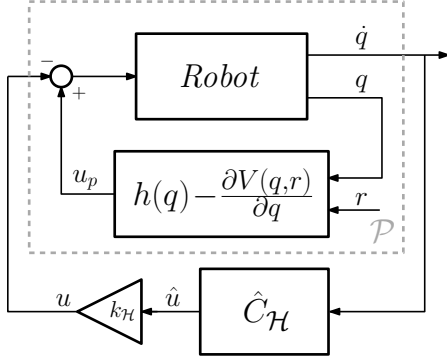 q̇
−
Robot
+
q
u_p
h(q) − ∂V(q,r)/∂q
r
𝒫
u
k_ℋ
û
Ĉ_ℋ